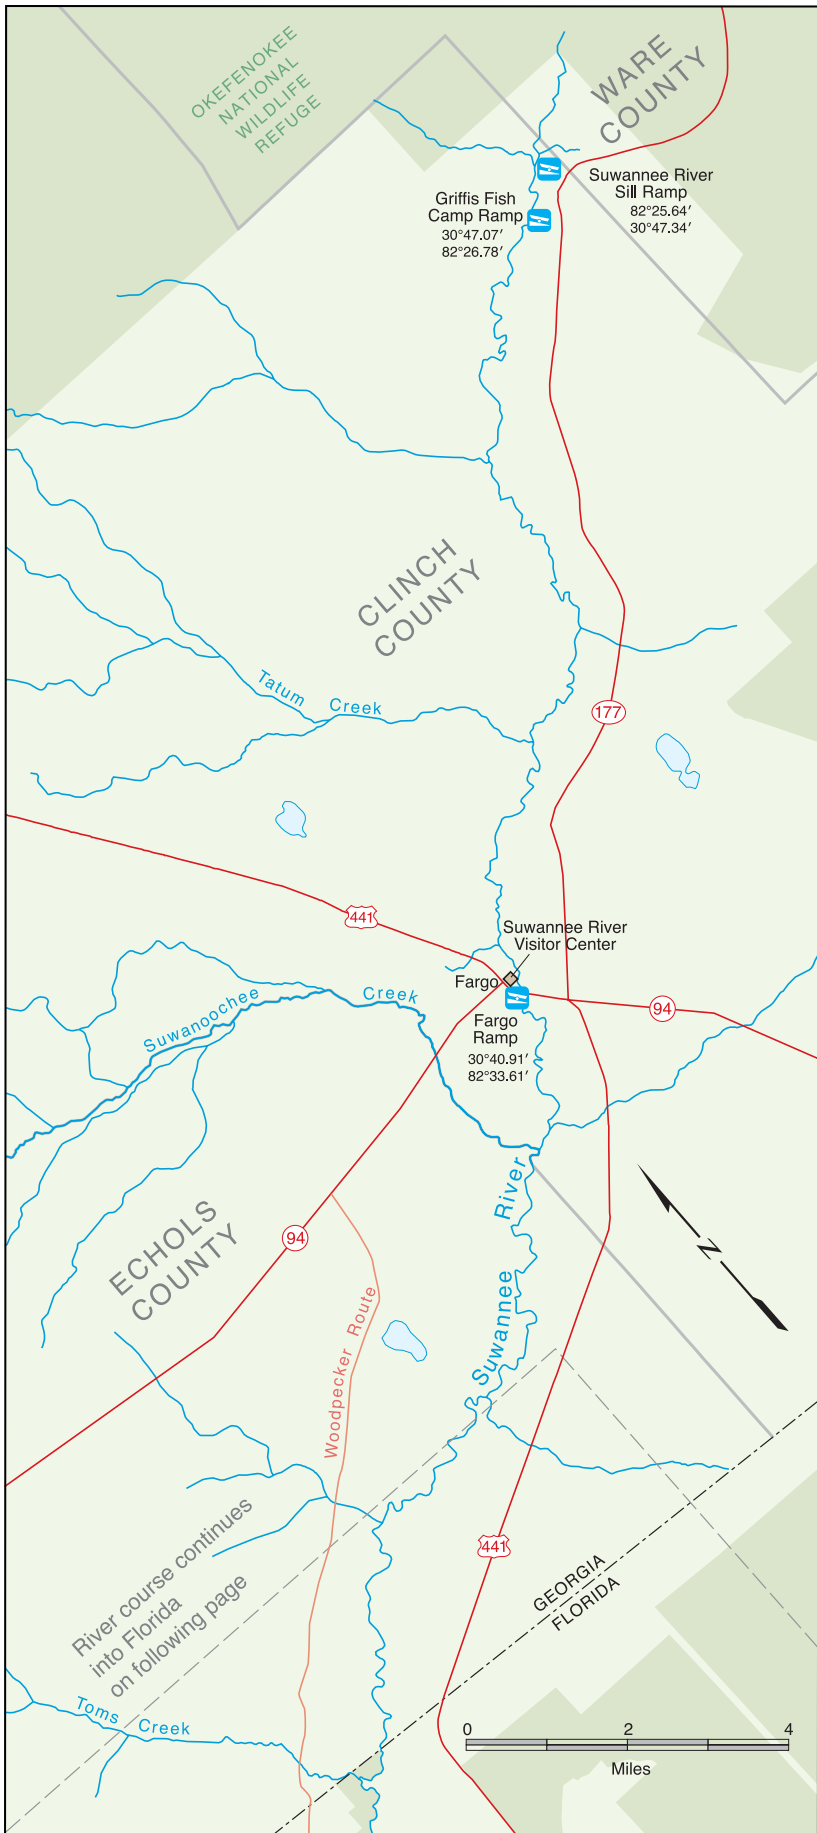 OKEFENOKEE
NATIONAL
WILDLIFE
REFUGE
WARE
COUNTY
Suwannee River
Sill Ramp
82°25.64′
30°47.34′
Griffis Fish
Camp Ramp
30°47.07′
82°26.78′
CLINCH
COUNTY
Tatum Creek
177
441
Suwannee River
Visitor Center
Fargo
Fargo
Ramp
30°40.91′
82°33.61′
94
Suwanoochee Creek
ECHOLS
COUNTY
94
N
Suwannee River
Woodpecker Route
441
GEORGIA
FLORIDA
River course continues
into Florida
on following page
Toms Creek
0 2 4
Miles